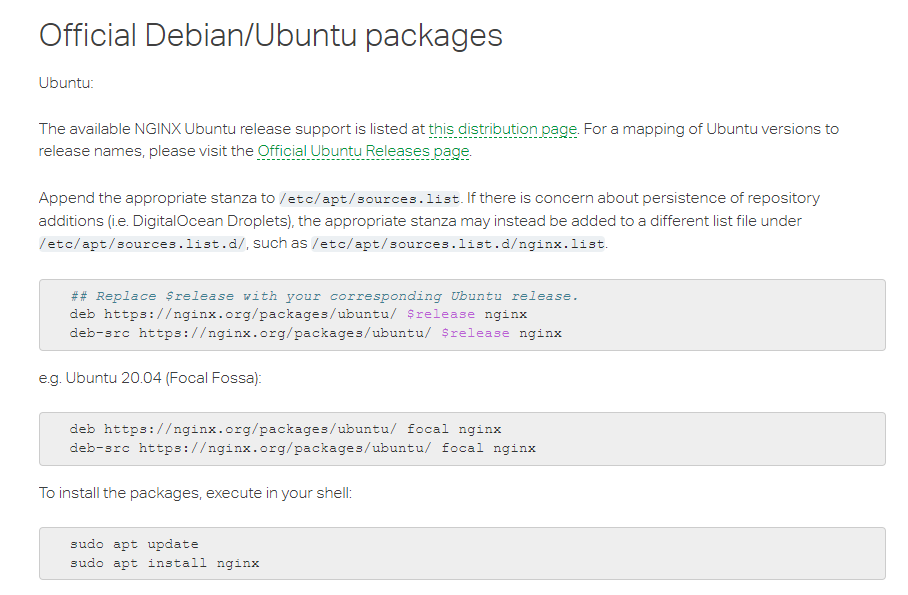 Official Debian/Ubuntu packages
Ubuntu:
The available NGINX Ubuntu release support is listed at this distribution page. For a mapping of Ubuntu versions to
release names, please visit the Official Ubuntu Releases page.
Append the appropriate stanza to /etc/apt/sources.list. If there is concern about persistence of repository
additions (i.e. DigitalOcean Droplets), the appropriate stanza may instead be added to a different list file under
/etc/apt/sources.list.d/, such as /etc/apt/sources.list.d/nginx.list.
## Replace $release with your corresponding Ubuntu release.
deb https://nginx.org/packages/ubuntu/ $release nginx
deb-src https://nginx.org/packages/ubuntu/ $release nginx
e.g. Ubuntu 20.04 (Focal Fossa):
deb https://nginx.org/packages/ubuntu/ focal nginx
deb-src https://nginx.org/packages/ubuntu/ focal nginx
To install the packages, execute in your shell:
sudo apt update
sudo apt install nginx